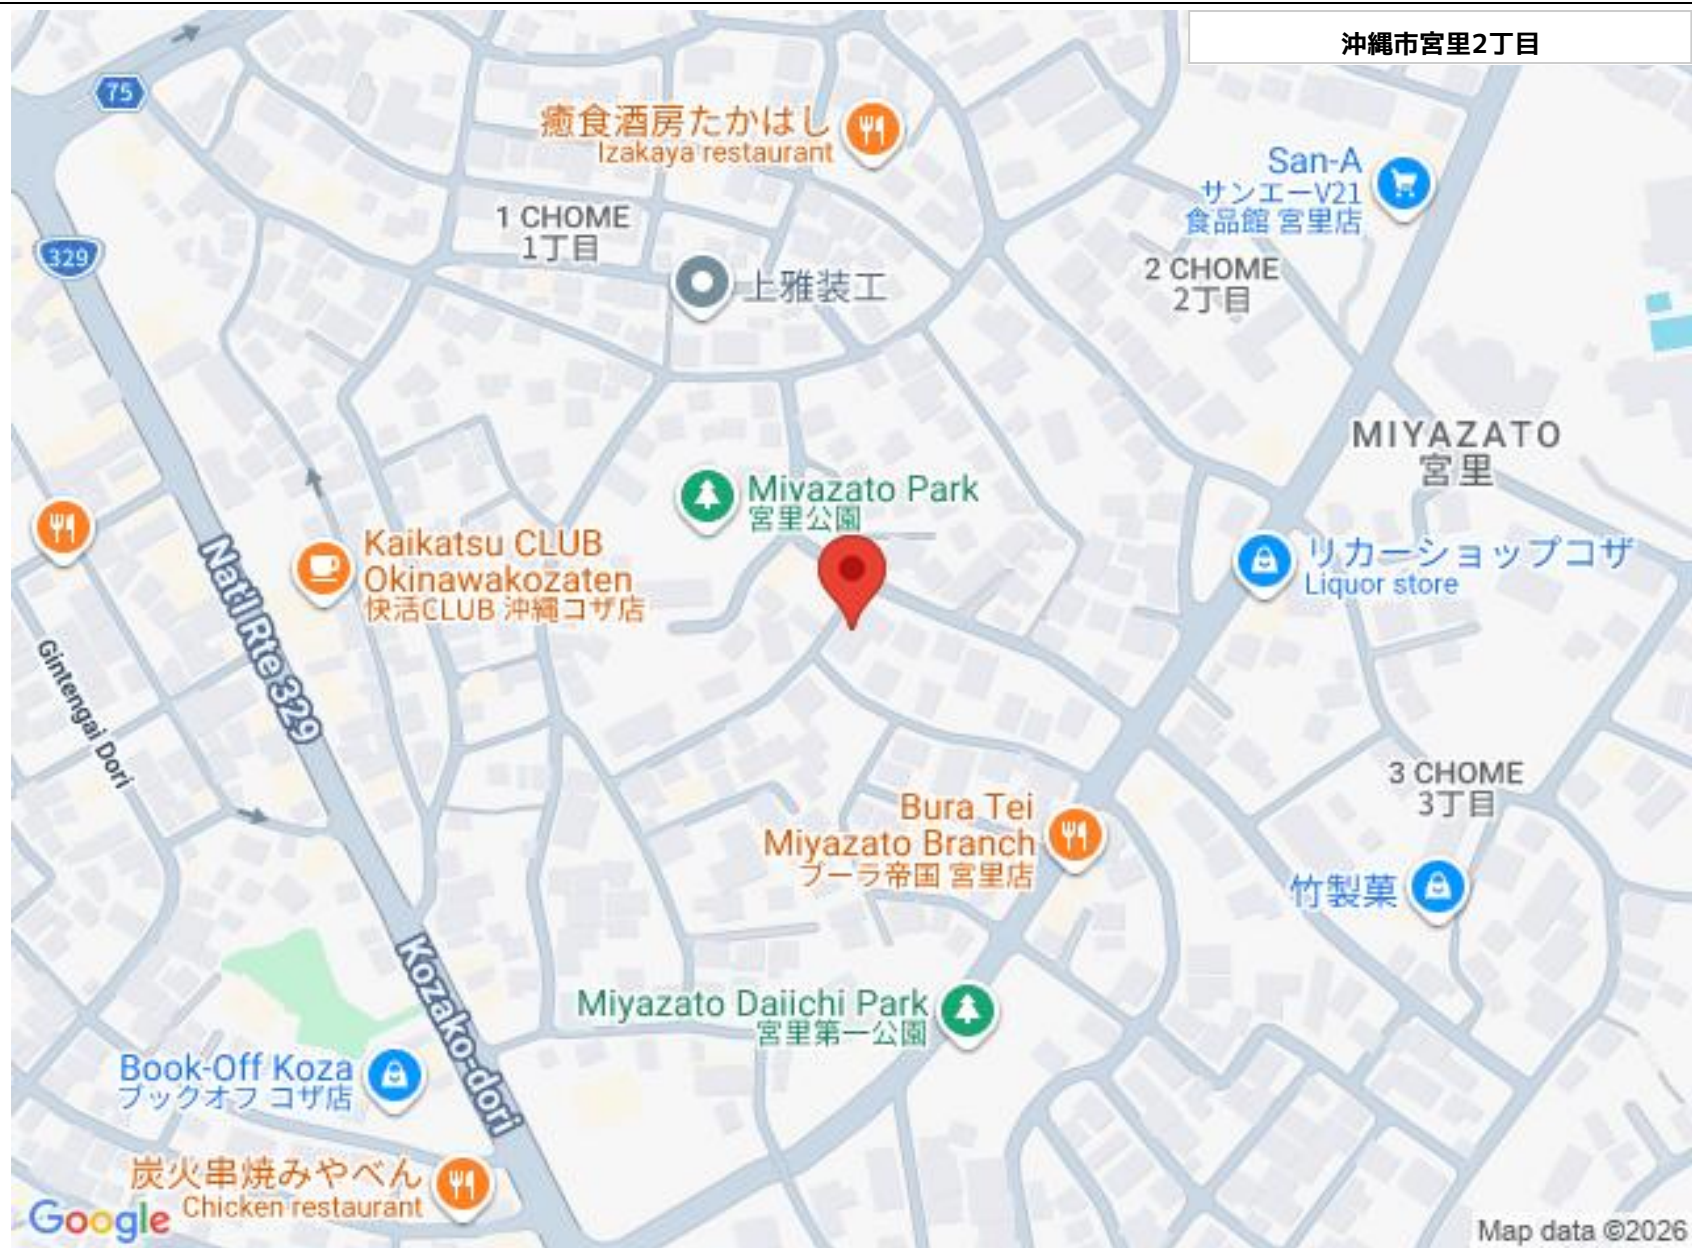 沖縄市宮里2丁目
75
癒食酒房たかはし
Izakaya restaurant
San-A
サンエーV21
食品館 宮里店
1 CHOME
1丁目
329
上雅装工
2 CHOME
2丁目
MIYAZATO
宮里
Miyazato Park
宮里公園
Kaikatsu CLUB
Okinawakozaten
快活CLUB 沖縄コザ店
リカーショップコザ
Liquor store
Nat'l Rte 329
Gintengai Dori
3 CHOME
3丁目
Bura Tei
Miyazato Branch
ブーラ帝国 宮里店
竹製菓
Kozako-dori
Miyazato Daiichi Park
宮里第一公園
Book-Off Koza
ブックオフ コザ店
炭火串焼みやべん
Chicken restaurant
Google
Map data ©2026